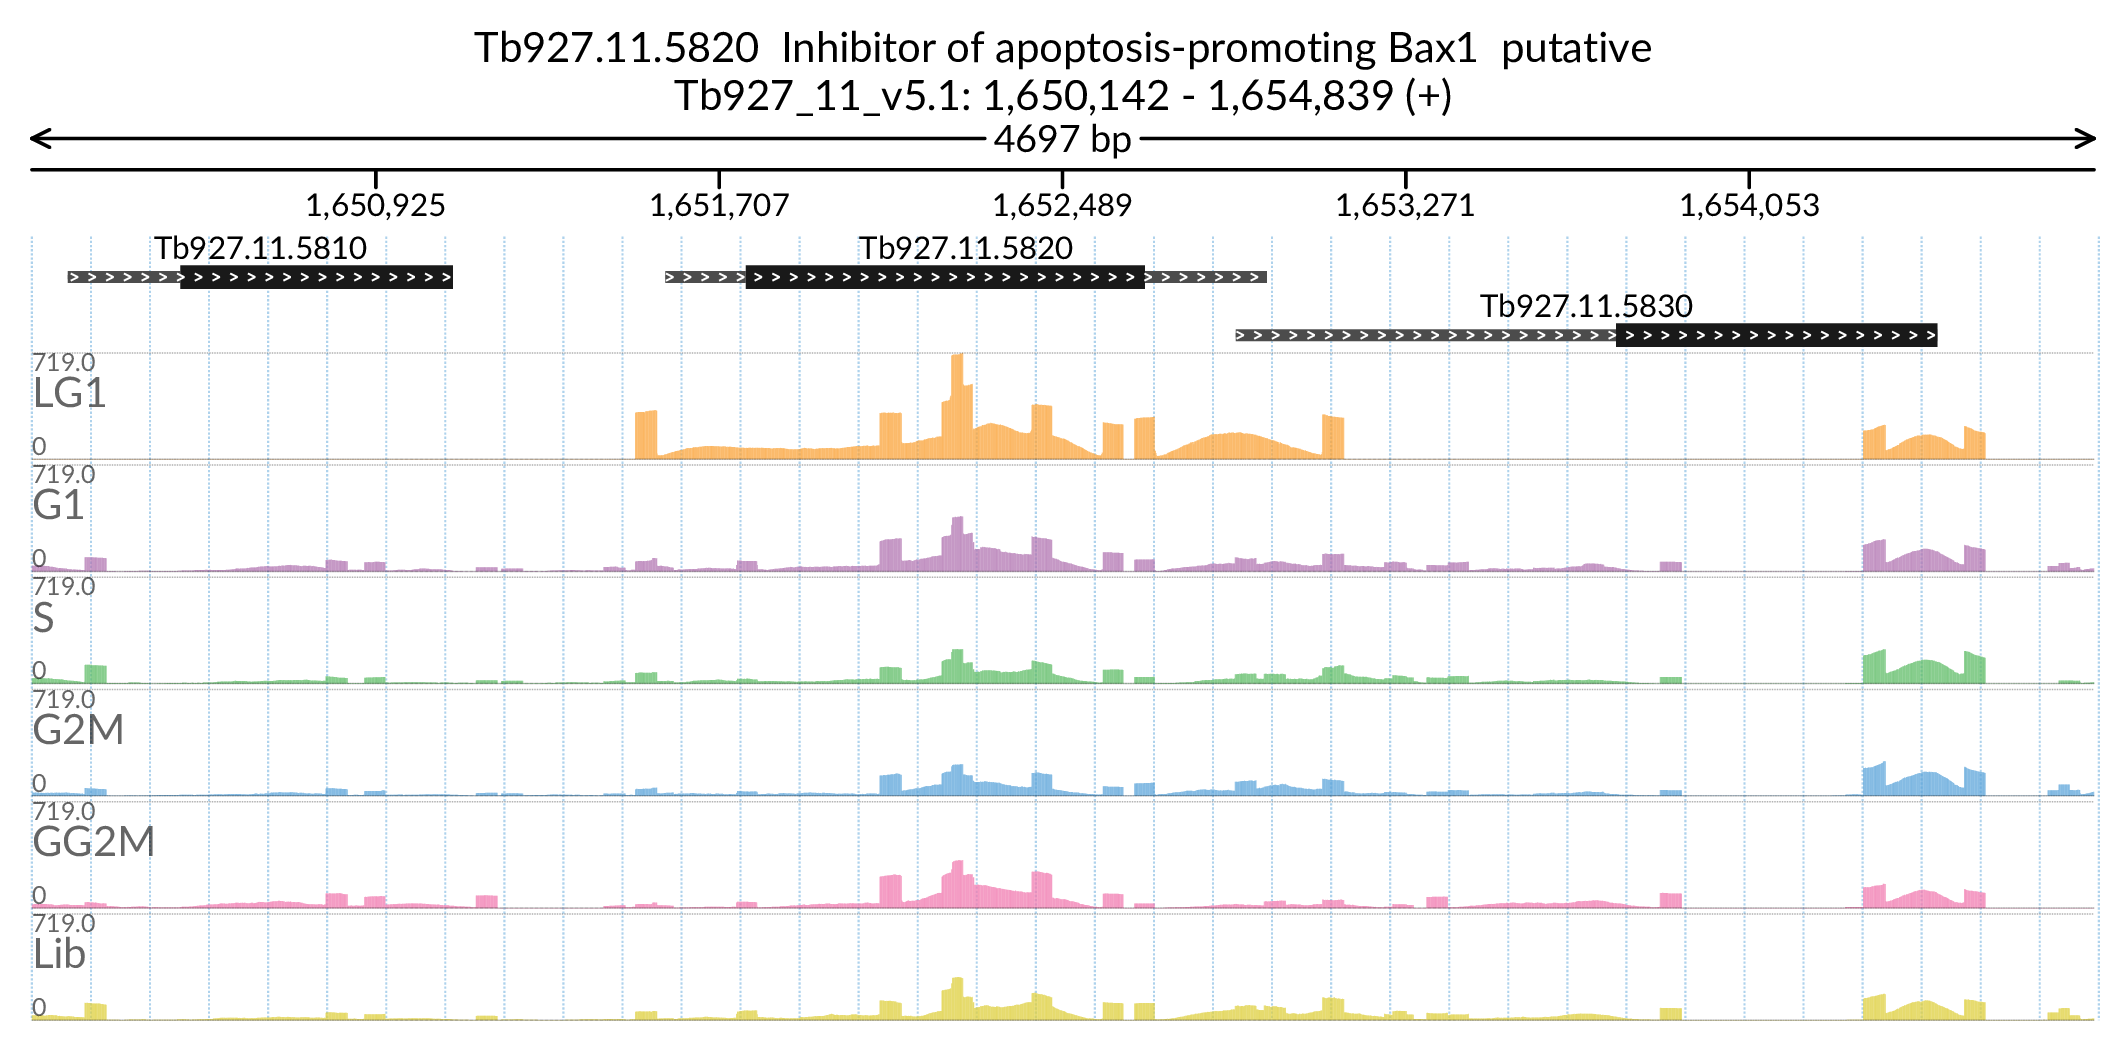 Tb927.11.5820  Inhibitor of apoptosis-promoting Bax1  putative
Tb927_11_v5.1: 1,650,142 - 1,654,839 (+)
4697 bp
1,650,925 1,651,707 1,652,489 1,653,271 1,654,053
Tb927.11.5810 Tb927.11.5820
Tb927.11.5830
719.0
LG1
0
719.0
G1
0
719.0
S
0
719.0
G2M
0
719.0
GG2M
0
719.0
Lib
0